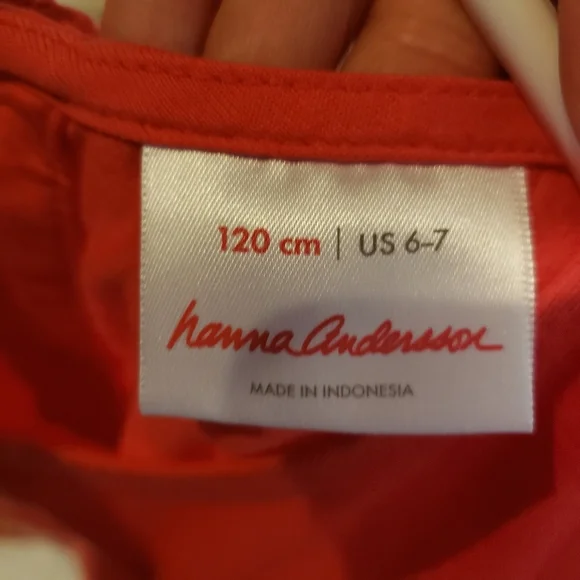 120 cm | US 6–7
hanna Andersson
MADE IN INDONESIA